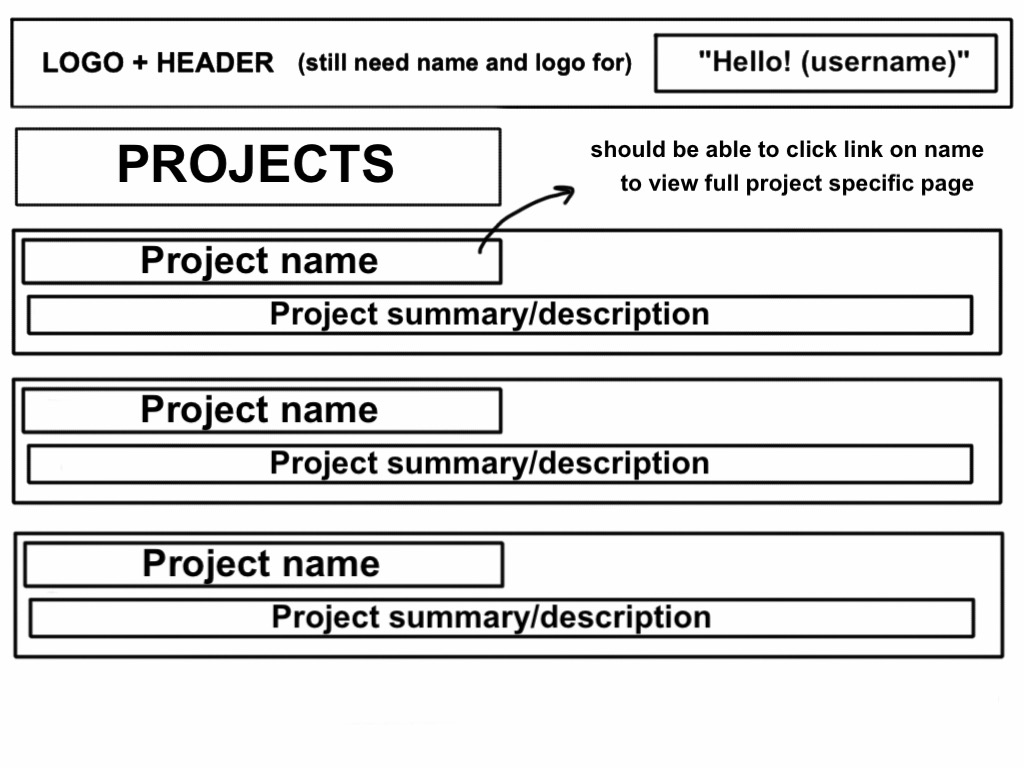 LOGO + HEADER (still need name and logo for) "Hello! (username)"
PROJECTS
should be able to click link on name
to view full project specific page
Project name
Project summary/description
Project name
Project summary/description
Project name
Project summary/description